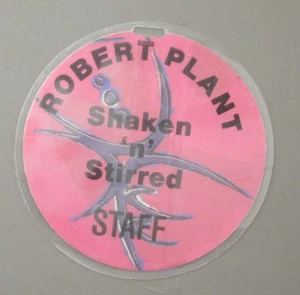 ROBERT PLANT
Shaken
'n'
Stirred
STAFF